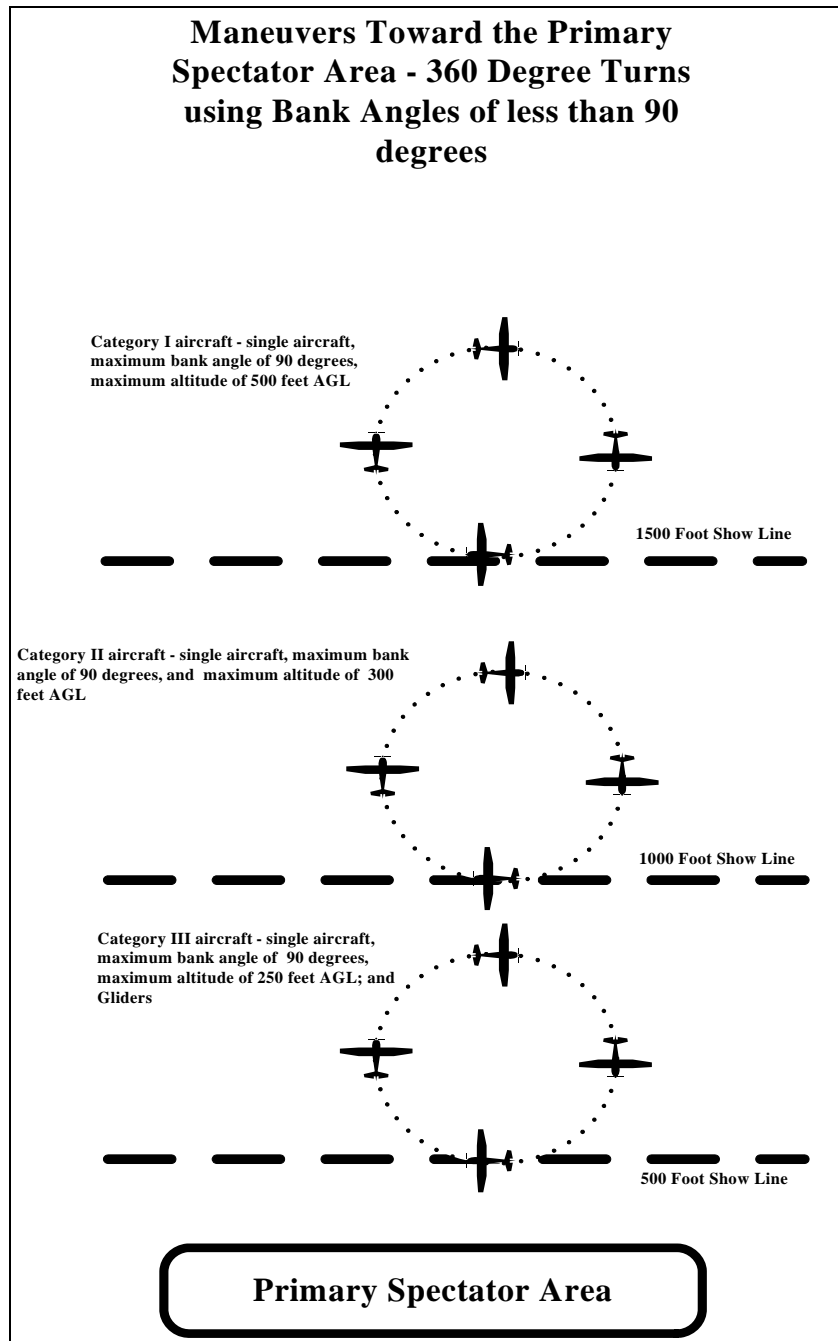 Maneuvers Toward the Primary
Spectator Area - 360 Degree Turns
using Bank Angles of less than 90
degrees
Category I aircraft - single aircraft,
maximum bank angle of 90 degrees,
maximum altitude of 500 feet AGL
1500 Foot Show Line
Category II aircraft - single aircraft, maximum bank
angle of 90 degrees, and maximum altitude of 300
feet AGL
1000 Foot Show Line
Category III aircraft - single aircraft,
maximum bank angle of 90 degrees,
maximum altitude of 250 feet AGL; and
Gliders
500 Foot Show Line
Primary Spectator Area